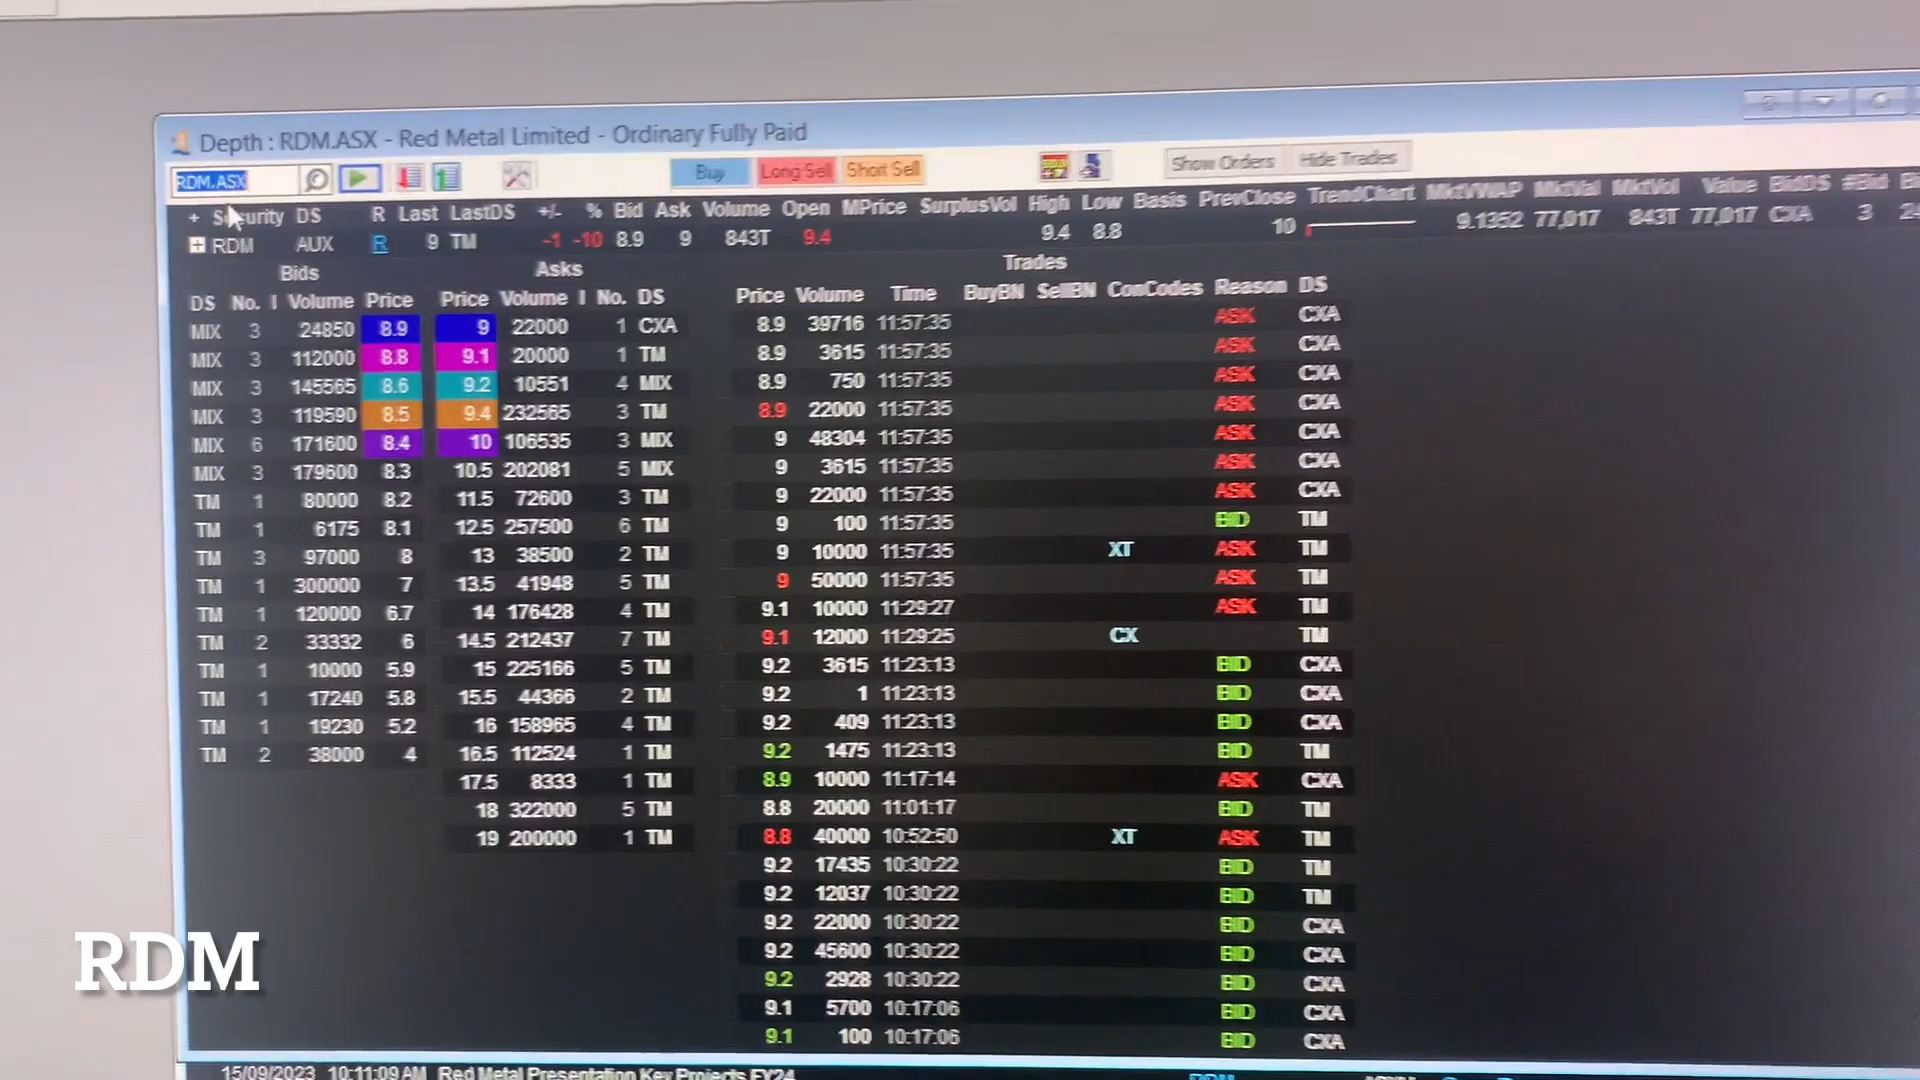 Depth : RDM.ASX - Red Metal Limited - Ordinary Fully Paid
RDM.ASX Buy Long Sell Short Sell Show Orders Hide Trades
+ Security DS R Last LastDS +/- % Bid Ask Volume Open MPrice SurplusVol High Low Basis PrevClose TrendChart MktVWAP MktVal MktVol Value BidDS #Bid
RDM AUX R 9 TM -1 -10 8.9 9 843T 9.4 9.4 8.8 10 9.1352 77,017 843T 77,017 CXA 3
Bids Asks Trades
DS No. I Volume Price Price Volume I No. DS Price Volume Time BuyBN SellBN ConCodes Reason DS
MIX 3 24850 8.9 9 22000 1 CXA 8.9 39716 11:57:35 ASK CXA
MIX 3 112000 8.8 9.1 20000 1 TM 8.9 3615 11:57:35 ASK CXA
MIX 3 145565 8.6 9.2 10551 4 MIX 8.9 750 11:57:35 ASK CXA
MIX 3 119590 8.5 9.4 232565 3 TM 8.9 22000 11:57:35 ASK CXA
MIX 6 171600 8.4 10 106535 3 MIX 9 48304 11:57:35 ASK CXA
MIX 3 179600 8.3 10.5 202081 5 MIX 9 3615 11:57:35 ASK CXA
TM 1 80000 8.2 11.5 72600 3 TM 9 22000 11:57:35 ASK CXA
TM 1 6175 8.1 12.5 257500 6 TM 9 100 11:57:35 BID TM
TM 3 97000 8 13 38500 2 TM 9 10000 11:57:35 XT ASK TM
TM 1 300000 7 13.5 41948 5 TM 9 50000 11:57:35 ASK TM
TM 1 120000 6.7 14 176428 4 TM 9.1 10000 11:29:27 ASK TM
TM 2 33332 6 14.5 212437 7 TM 9.1 12000 11:29:25 CX TM
TM 1 10000 5.9 15 225166 5 TM 9.2 3615 11:23:13 BID CXA
TM 1 17240 5.8 15.5 44366 2 TM 9.2 1 11:23:13 BID CXA
TM 1 19230 5.2 16 158965 4 TM 9.2 409 11:23:13 BID CXA
TM 2 38000 4 16.5 112524 1 TM 9.2 1475 11:23:13 BID TM
17.5 8333 1 TM 8.9 10000 11:17:14 ASK CXA
18 322000 5 TM 8.8 20000 11:01:17 BID TM
19 200000 1 TM 8.8 40000 10:52:50 XT ASK TM
9.2 17435 10:30:22 BID TM
9.2 12037 10:30:22 BID TM
9.2 22000 10:30:22 BID CXA
9.2 45600 10:30:22 BID CXA
9.2 2928 10:30:22 BID CXA
9.1 5700 10:17:06 BID CXA
9.1 100 10:17:06 BID CXA
RDM
15/09/2023 10:11:09 AM Red Metal Presentation Key Projects FY24 RDM